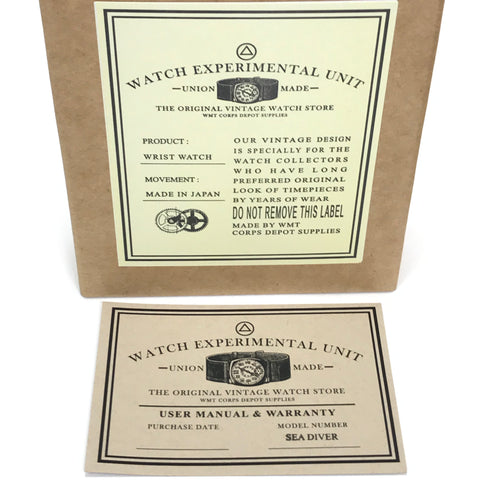 WATCH EXPERIMENTAL UNIT
UNION MADE
THE ORIGINAL VINTAGE WATCH STORE
WMT CORPS DEPOT SUPPLIES
PRODUCT :
WRIST WATCH
MOVEMENT :
MADE IN JAPAN
OUR VINTAGE DESIGN
IS SPECIALLY FOR THE
WATCH COLLECTORS
WHO HAVE LONG
PREFERRED ORIGINAL
LOOK OF TIMEPIECES
BY YEARS OF WEAR
DO NOT REMOVE THIS LABEL
MADE BY WMT
CORPS DEPOT SUPPLIES
WATCH EXPERIMENTAL UNIT
UNION MADE
THE ORIGINAL VINTAGE WATCH STORE
WMT CORPS DEPOT SUPPLIES
USER MANUAL & WARRANTY
PURCHASE DATE MODEL NUMBER
SEA DIVER